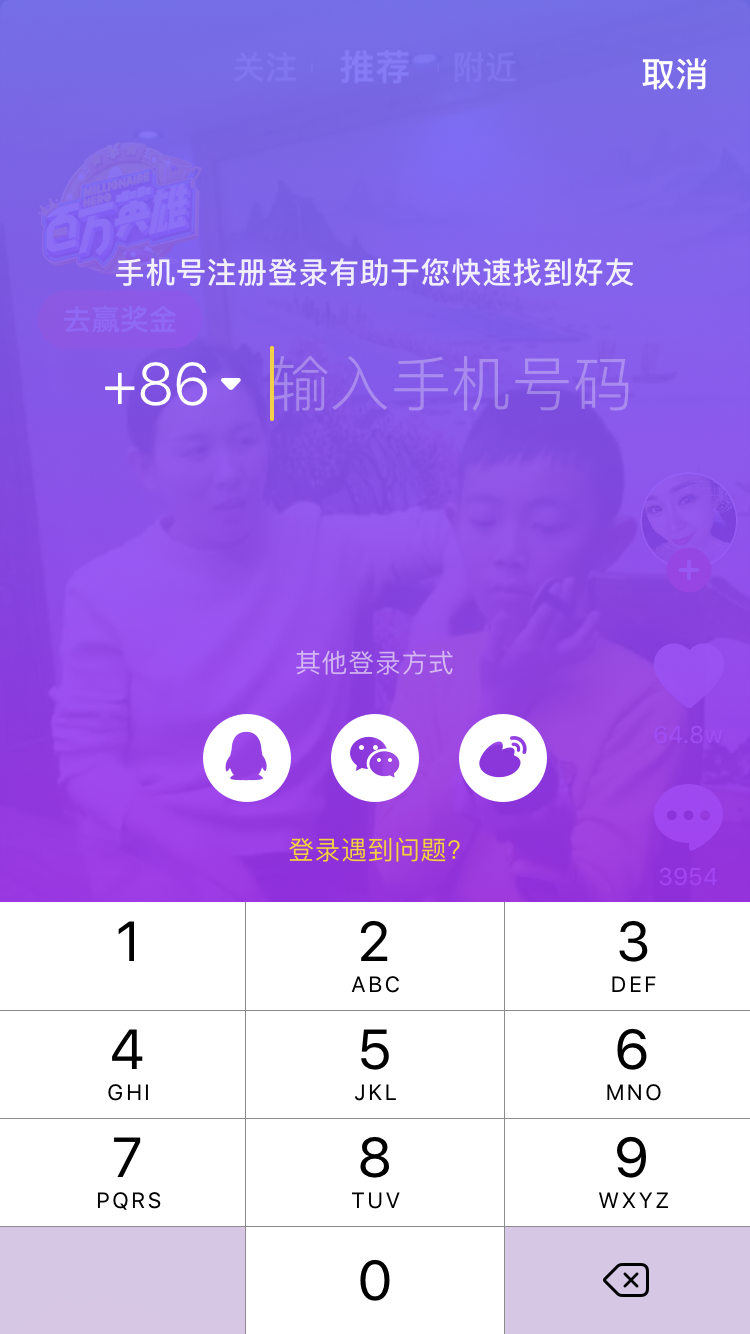 关注 推荐 附近
取消
MILLIONAIRE
HERO
百万英雄
手机号注册登录有助于您快速找到好友
去赢奖金
+86 输入手机号码
其他登录方式
64.8w
登录遇到问题?
3954
1 2 3
ABC DEF
4 5 6
GHI JKL MNO
7 8 9
PQRS TUV WXYZ
0